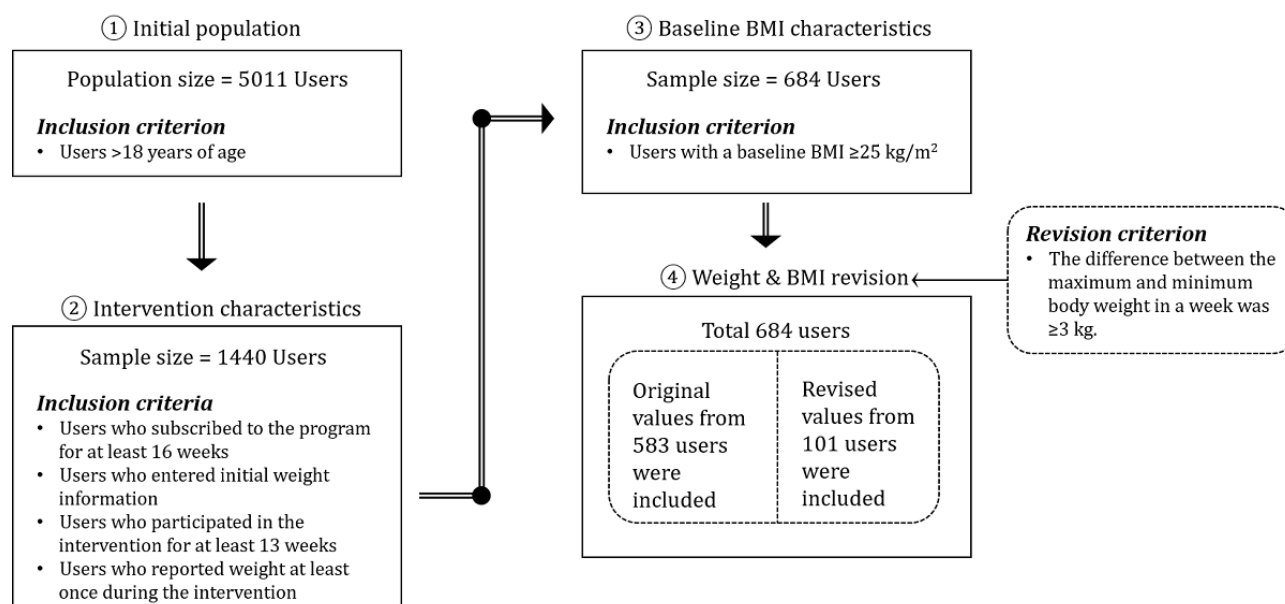 ① Initial population
Population size = 5011 Users
Inclusion criterion
• Users >18 years of age
② Intervention characteristics
Sample size = 1440 Users
Inclusion criteria
• Users who subscribed to the program
for at least 16 weeks
• Users who entered initial weight
information
• Users who participated in the
intervention for at least 13 weeks
• Users who reported weight at least
once during the intervention
③ Baseline BMI characteristics
Sample size = 684 Users
Inclusion criterion
• Users with a baseline BMI ≥25 kg/m²
④ Weight & BMI revision
Total 684 users
Original
values from
583 users
were
included
Revised
values from
101 users
were
included
Revision criterion
• The difference between the
maximum and minimum
body weight in a week was
≥3 kg.